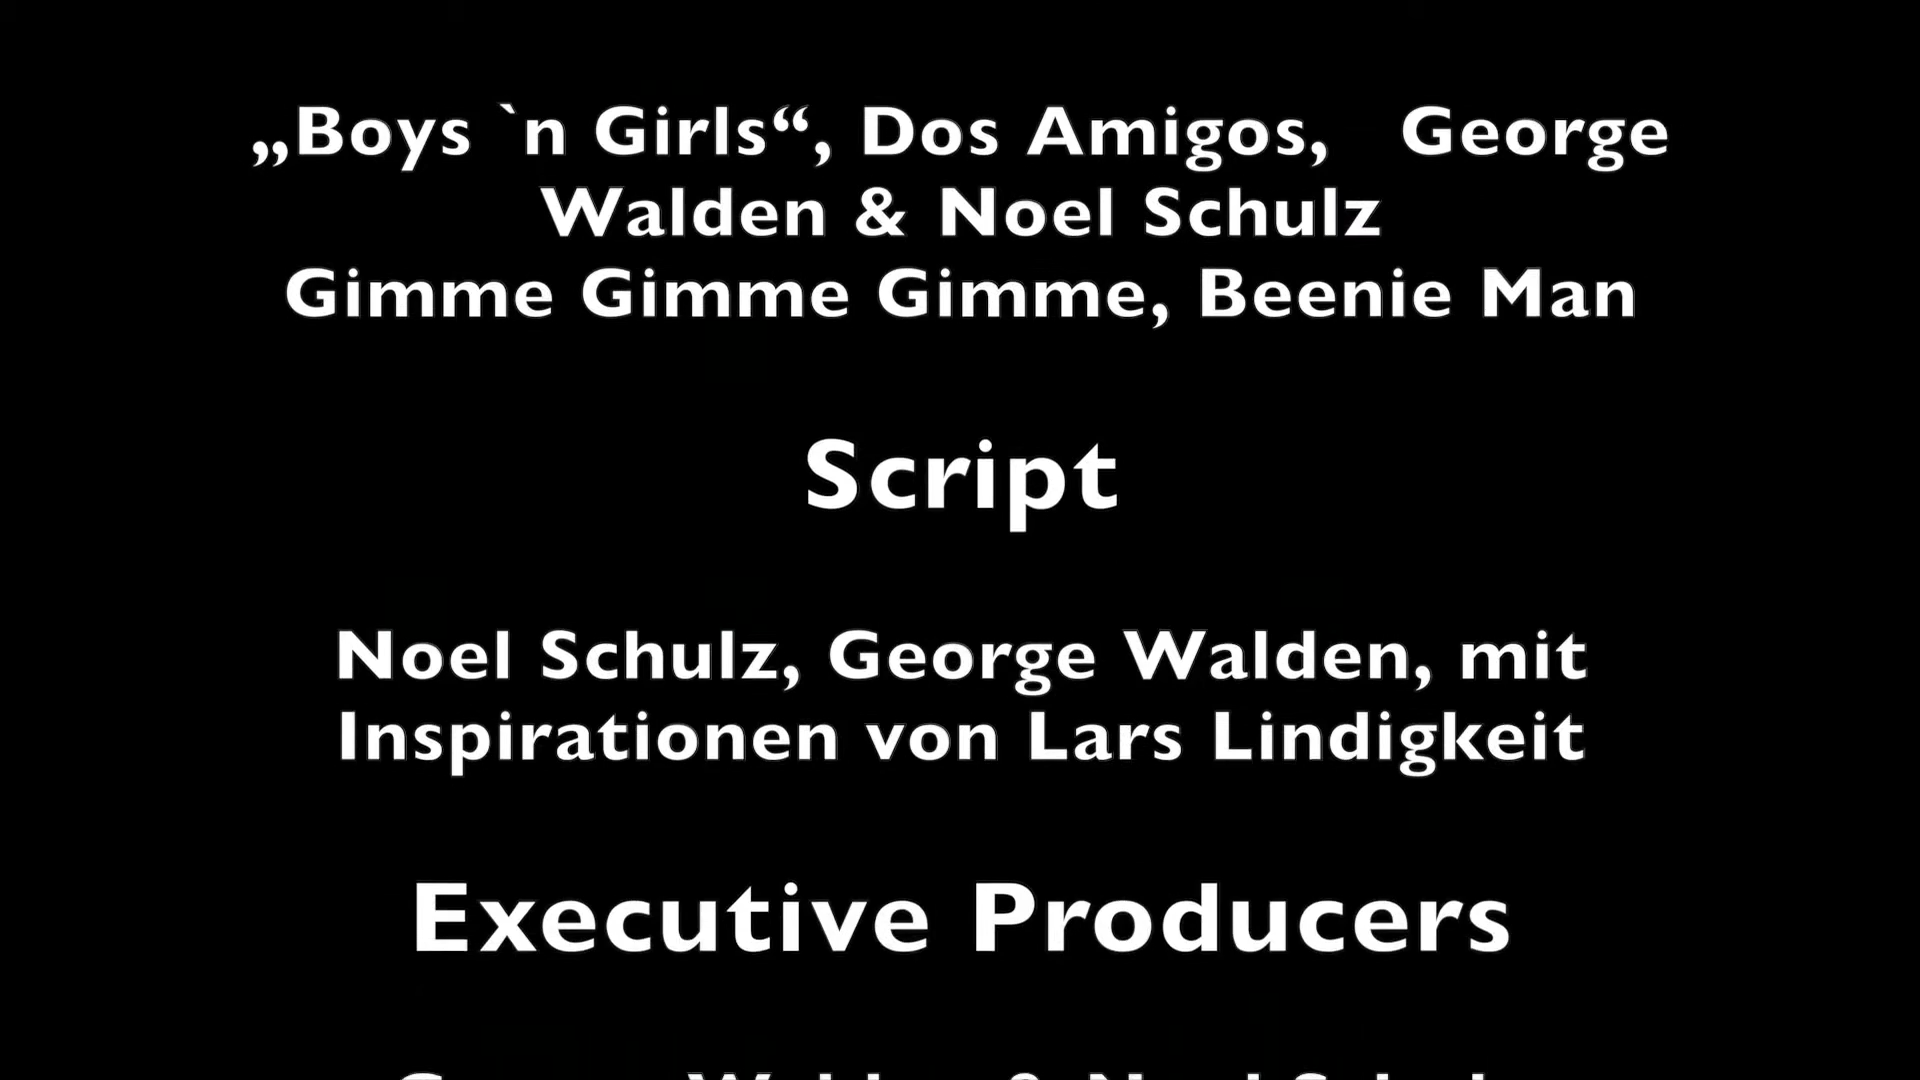 „Boys `n Girls“, Dos Amigos,   George
Walden & Noel Schulz
Gimme Gimme Gimme, Beenie Man
Script
Noel Schulz, George Walden, mit
Inspirationen von Lars Lindigkeit
Executive Producers